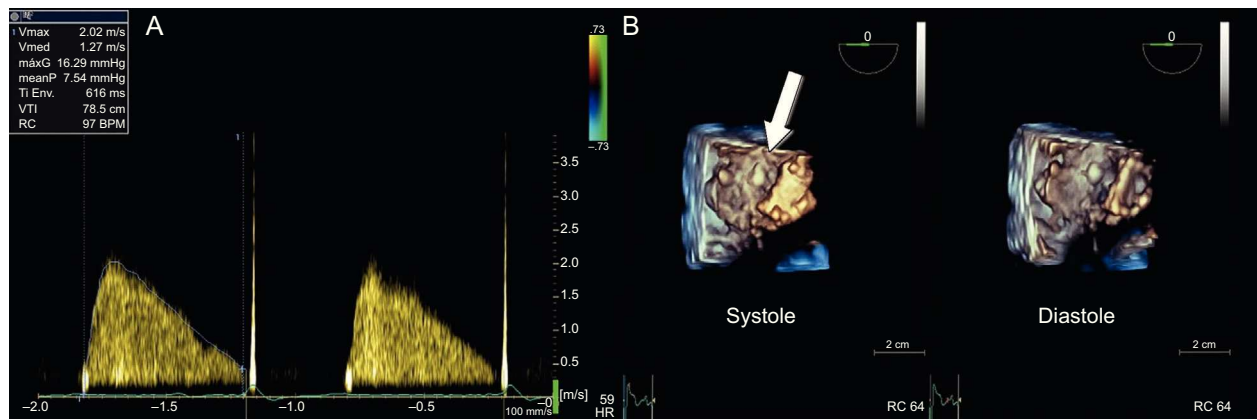 1 Vmax 2.02 m/s
Vmed 1.27 m/s
máxG 16.29 mmHg
meanP 7.54 mmHg
Ti Env. 616 ms
VTI 78.5 cm
RC 97 BPM
A
.73
–.73
1
3.5
3.0
2.5
2.0
1.5
1.0
0.5
[m/s]
–0
–2.0
–1.5
–1.0
–0.5
100 mm/s
59
HR
B
0
0
Systole
Diastole
2 cm
2 cm
RC 64
RC 64